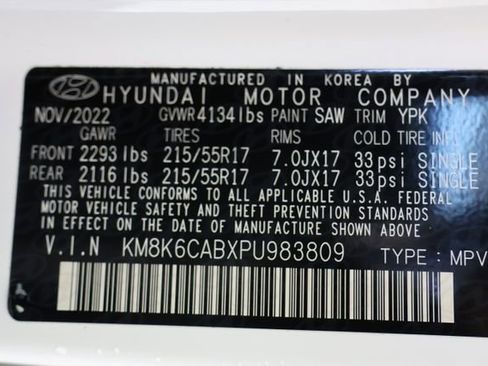 MANUFACTURED IN KOREA BY
HYUNDAI MOTOR COMPANY
NOV/2022 GVWR 4134 lbs PAINT SAW TRIM YPK
GAWR TIRES RIMS COLD TIRE INFL
FRONT 2293 lbs 215/55R17 7.0JX17 33psi SINGLE
REAR 2116 lbs 215/55R17 7.0JX17 33psi SINGLE
THIS VEHICLE CONFORMS TO ALL APPLICABLE U.S.A. FEDERAL
MOTOR VEHICLE SAFETY AND THEFT PREVENTION STANDARDS
IN EFFECT ON THE DATE OF MANUFACTURE SHOWN ABOVE.
V.I.N KM8K6CABXPU983809 TYPE : MPV